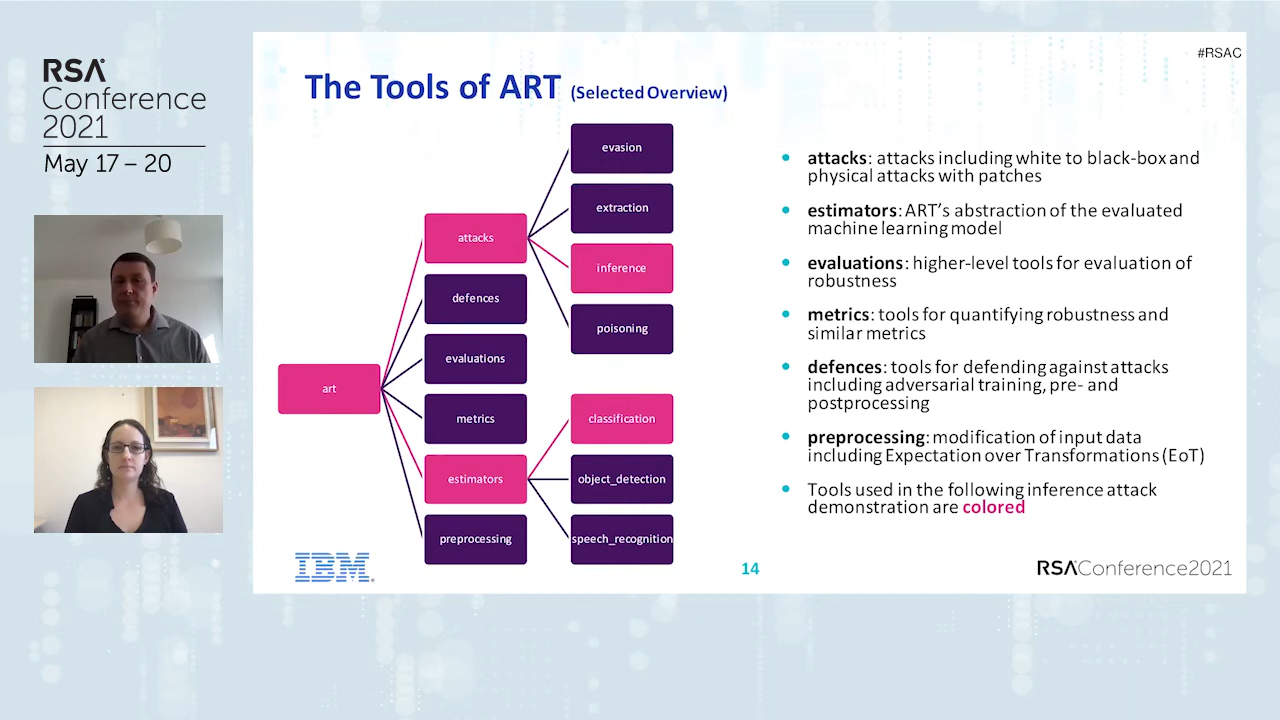 RSA
Conference
2021
May 17 – 20
#RSAC
The Tools of ART (Selected Overview)
art
attacks
defences
evaluations
metrics
estimators
preprocessing
evasion
extraction
inference
poisoning
classification
object_detection
speech_recognition
attacks: attacks including white to black-box and
physical attacks with patches
estimators: ART’s abstraction of the evaluated
machine learning model
evaluations: higher-level tools for evaluation of
robustness
metrics: tools for quantifying robustness and
similar metrics
defences: tools for defending against attacks
including adversarial training, pre- and
postprocessing
preprocessing: modification of input data
including Expectation over Transformations (EoT)
Tools used in the following inference attack
demonstration are colored
IBM
14
RSAConference2021